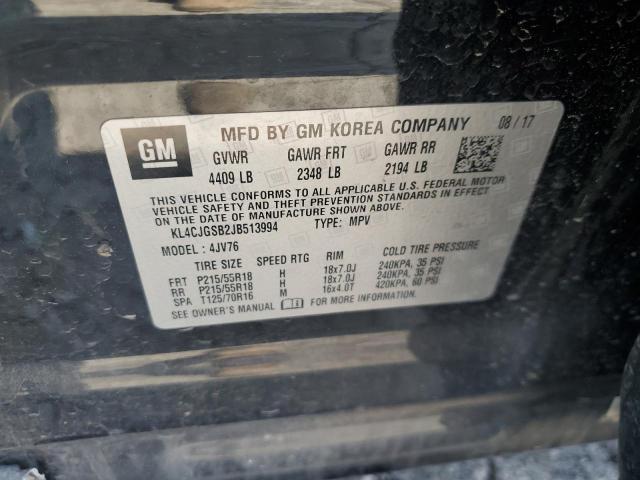 GM
MFD BY GM KOREA COMPANY 08 / 17
GVWR GAWR FRT GAWR RR
4409 LB 2348 LB 2194 LB
THIS VEHICLE CONFORMS TO ALL APPLICABLE U.S. FEDERAL MOTOR
VEHICLE SAFETY AND THEFT PREVENTION STANDARDS IN EFFECT
ON THE DATE OF MANUFACTURE SHOWN ABOVE.
KL4CJGSB2JB513994 TYPE: MPV
MODEL : 4JV76
TIRE SIZE SPEED RTG RIM COLD TIRE PRESSURE
FRT P215/55R18 H 18x7.0J 240KPA, 35 PSI
RR P215/55R18 H 18x7.0J 240KPA, 35 PSI
SPA T125/70R16 M 16x4.0T 420KPA, 60 PSI
SEE OWNER'S MANUAL FOR MORE INFORMATION